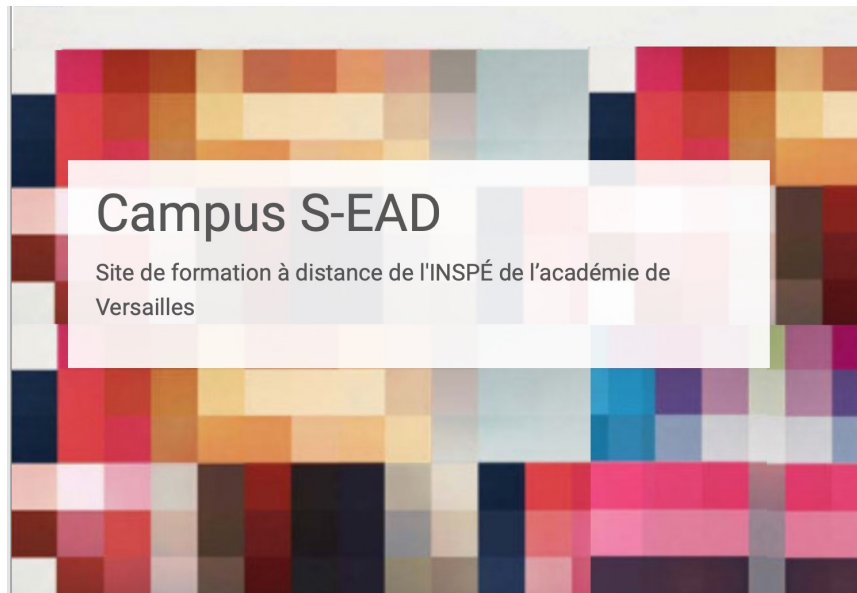 Campus S-EAD
Site de formation à distance de l'INSPÉ de l’académie de
Versailles